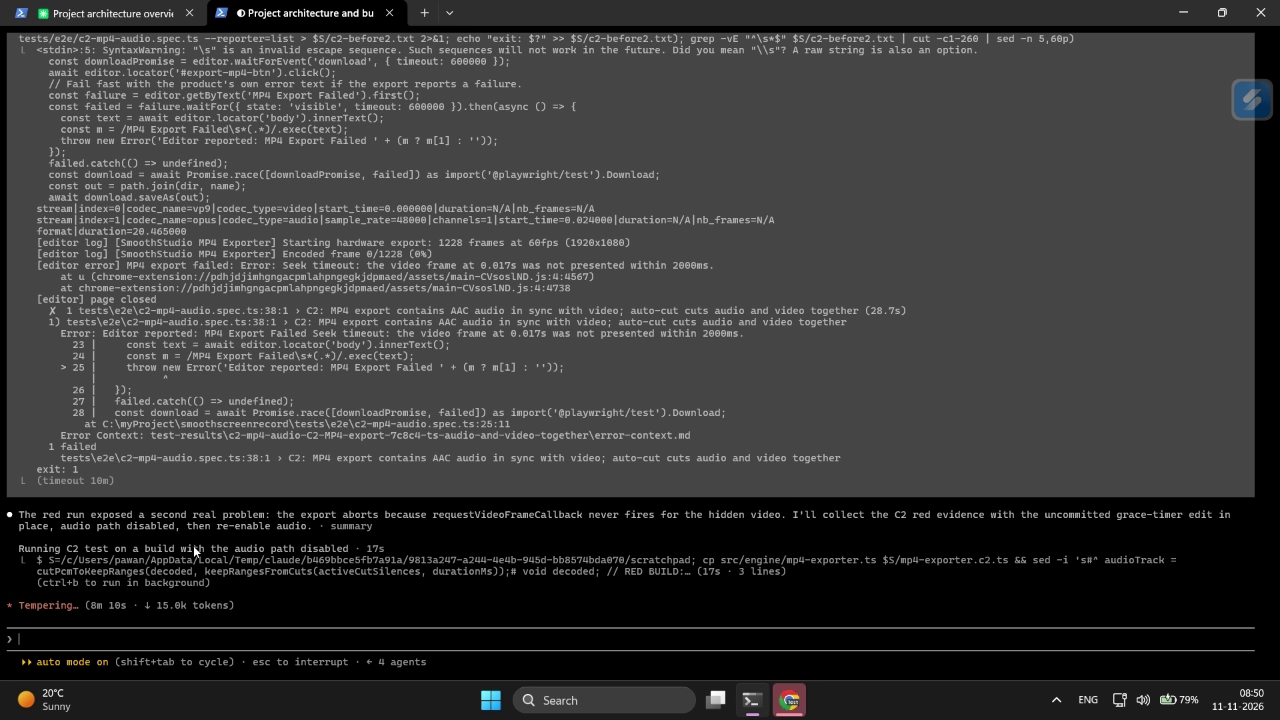 Project architecture overvi
Project architecture and bu
tests/e2e/c2-mp4-audio.spec.ts --reporter=list > $S/c2-before2.txt 2>&1; echo "exit: $?" >> $S/c2-before2.txt); grep -vE "^\s*$" $S/c2-before2.txt | cut -c1-260 | sed -n 5,60p)
└ <stdin>:5: SyntaxWarning: "\s" is an invalid escape sequence. Such sequences will not work in the future. Did you mean "\\s"? A raw string is also an option.
const downloadPromise = editor.waitForEvent('download', { timeout: 600000 });
await editor.locator('#export-mp4-btn').click();
// Fail fast with the product's own error text if the export reports a failure.
const failure = editor.getByText('MP4 Export Failed').first();
const failed = failure.waitFor({ state: 'visible', timeout: 600000 }).then(async () => {
const text = await editor.locator('body').innerText();
const m = /MP4 Export Failed\s*(.*)/.exec(text);
throw new Error('Editor reported: MP4 Export Failed ' + (m ? m[1] : ''));
});
failed.catch(() => undefined);
const download = await Promise.race([downloadPromise, failed]) as import('@playwright/test').Download;
const out = path.join(dir, name);
await download.saveAs(out);
stream|index=0|codec_name=vp9|codec_type=video|start_time=0.000000|duration=N/A|nb_frames=N/A
stream|index=1|codec_name=opus|codec_type=audio|sample_rate=48000|channels=1|start_time=0.024000|duration=N/A|nb_frames=N/A
format|duration=20.465000
[editor log] [SmoothStudio MP4 Exporter] Starting hardware export: 1228 frames at 60fps (1920x1080)
[editor log] [SmoothStudio MP4 Exporter] Encoded frame 0/1228 (0%)
[editor error] MP4 export failed: Error: Seek timeout: the video frame at 0.017s was not presented within 2000ms.
at u (chrome-extension://pdhjdjimhgngacpmlahpngegkjdpmaed/assets/main-CVsoslND.js:4:4567)
at chrome-extension://pdhjdjimhgngacpmlahpngegkjdpmaed/assets/main-CVsoslND.js:4:4738
[editor] page closed
✗ 1 tests\e2e\c2-mp4-audio.spec.ts:38:1 › C2: MP4 export contains AAC audio in sync with video; auto-cut cuts audio and video together (28.7s)
1) tests\e2e\c2-mp4-audio.spec.ts:38:1 › C2: MP4 export contains AAC audio in sync with video; auto-cut cuts audio and video together
Error: Editor reported: MP4 Export Failed Seek timeout: the video frame at 0.017s was not presented within 2000ms.
23 | const text = await editor.locator('body').innerText();
24 | const m = /MP4 Export Failed\s*(.*)/.exec(text);
> 25 | throw new Error('Editor reported: MP4 Export Failed ' + (m ? m[1] : ''));
| ^
26 | });
27 | failed.catch(() => undefined);
28 | const download = await Promise.race([downloadPromise, failed]) as import('@playwright/test').Download;
at C:\myProject\smoothscreenrecord\tests\e2e\c2-mp4-audio.spec.ts:25:11
Error Context: test-results\c2-mp4-audio-C2-MP4-export-7c8c4-ts-audio-and-video-together\error-context.md
1 failed
tests\e2e\c2-mp4-audio.spec.ts:38:1 › C2: MP4 export contains AAC audio in sync with video; auto-cut cuts audio and video together
exit: 1
└ (timeout 10m)
● The red run exposed a second real problem: the export aborts because requestVideoFrameCallback never fires for the hidden video. I'll collect the C2 red evidence with the uncommitted grace-timer edit in
place, audio path disabled, then re-enable audio. · summary
Running C2 test on a build with the audio path disabled · 17s
└ $ S=/c/Users/pawan/AppData/Local/Temp/claude/b469bbce5fb7a91a/9813a247-a244-4e4b-945d-bb8574bda070/scratchpad; cp src/engine/mp4-exporter.ts $S/mp4-exporter.c2.ts && sed -i 's#^ audioTrack =
cutPcmToKeepRanges(decoded, keepRangesFromCuts(activeCutSilences, durationMs));# void decoded; // RED BUILD:… (17s · 3 lines)
(ctrl+b to run in background)
* Tempering… (8m 10s · ↓ 15.0k tokens)
❯
⏵⏵ auto mode on (shift+tab to cycle) · esc to interrupt · ← 4 agents
20°C
Sunny
Search
Test
ENG
79%
08:50
11-11-2026